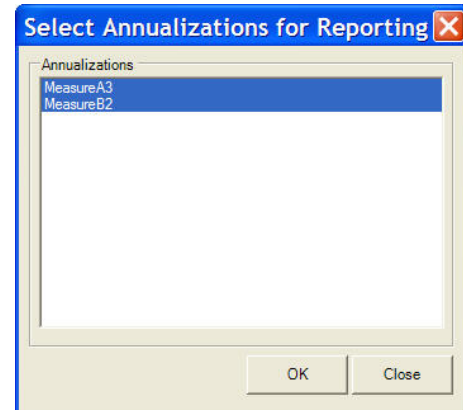 Select Annualizations for Reporting
Annualizations
MeasureA3
MeasureB2
OK
Close